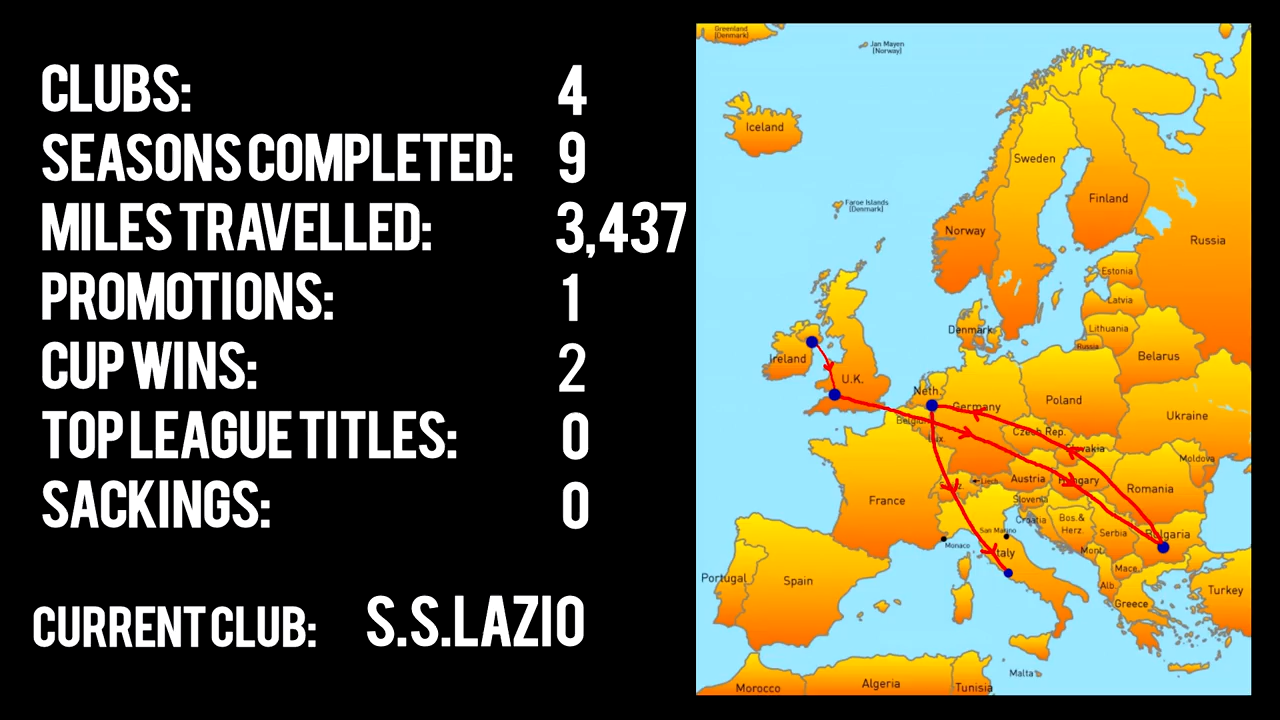 CLUBS: 4
SEASONS COMPLETED: 9
MILES TRAVELLED: 3,437
PROMOTIONS: 1
CUP WINS: 2
TOP LEAGUE TITLES: 0
SACKINGS: 0
CURRENT CLUB: S.S.LAZIO
Greenland
[Denmark]
Jan Mayen
[Norway]
Iceland
Sweden
Finland
Faroe Islands
[Denmark]
Norway
Russia
Estonia
Latvia
Denmark
Lithuania
Russia
Ireland
Belarus
U.K.
Neth.
Germany
Poland
Ukraine
Belgium
Czech Rep.
Lux.
Slovakia
Moldova
Austria
Hungary
Liech.
Romania
France
Slovenia
Croatia
Bos.&
Herz.
San Marino
Serbia
Bulgaria
Monaco
Italy
Mont.
Mace.
Portugal
Spain
Alb.
Turkey
Greece
Malta
Morocco
Algeria
Tunisia